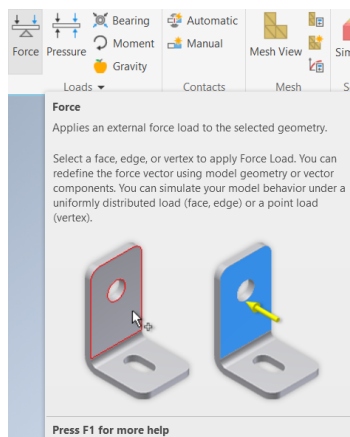 Bearing
Automatic
Moment
Manual
Force
Pressure
Gravity
Mesh View
Loads
Contacts
Mesh
Force
Applies an external force load to the selected geometry.
Select a face, edge, or vertex to apply Force Load. You can
redefine the force vector using model geometry or vector
components. You can simulate your model behavior under a
uniformly distributed load (face, edge) or a point load
(vertex).
Press F1 for more help